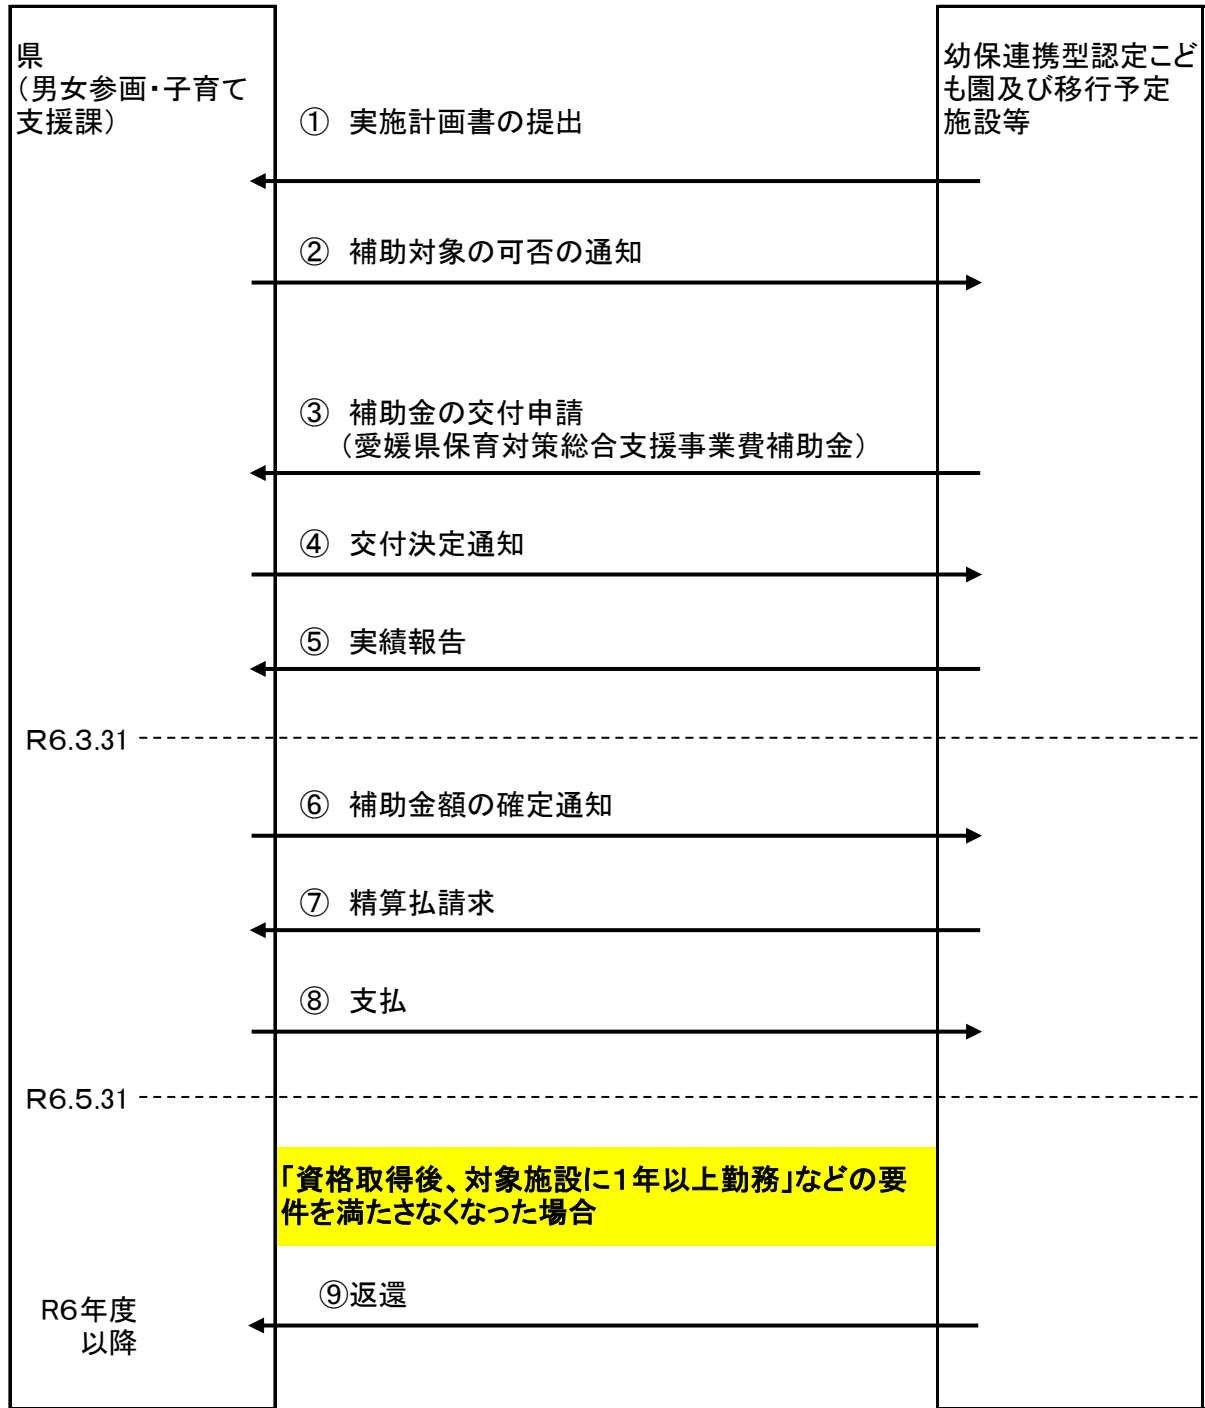 県
（男女参画・子育て
支援課）
幼保連携型認定こど
も園及び移行予定
施設等
① 実施計画書の提出
② 補助対象の可否の通知
③ 補助金の交付申請
（愛媛県保育対策総合支援事業費補助金）
④ 交付決定通知
⑤ 実績報告
Ｒ６.３.31
⑥ 補助金額の確定通知
⑦ 精算払請求
⑧ 支払
Ｒ６.５.31
「資格取得後、対象施設に１年以上勤務」などの要
件を満たさなくなった場合
⑨返還
Ｒ６年度
以降